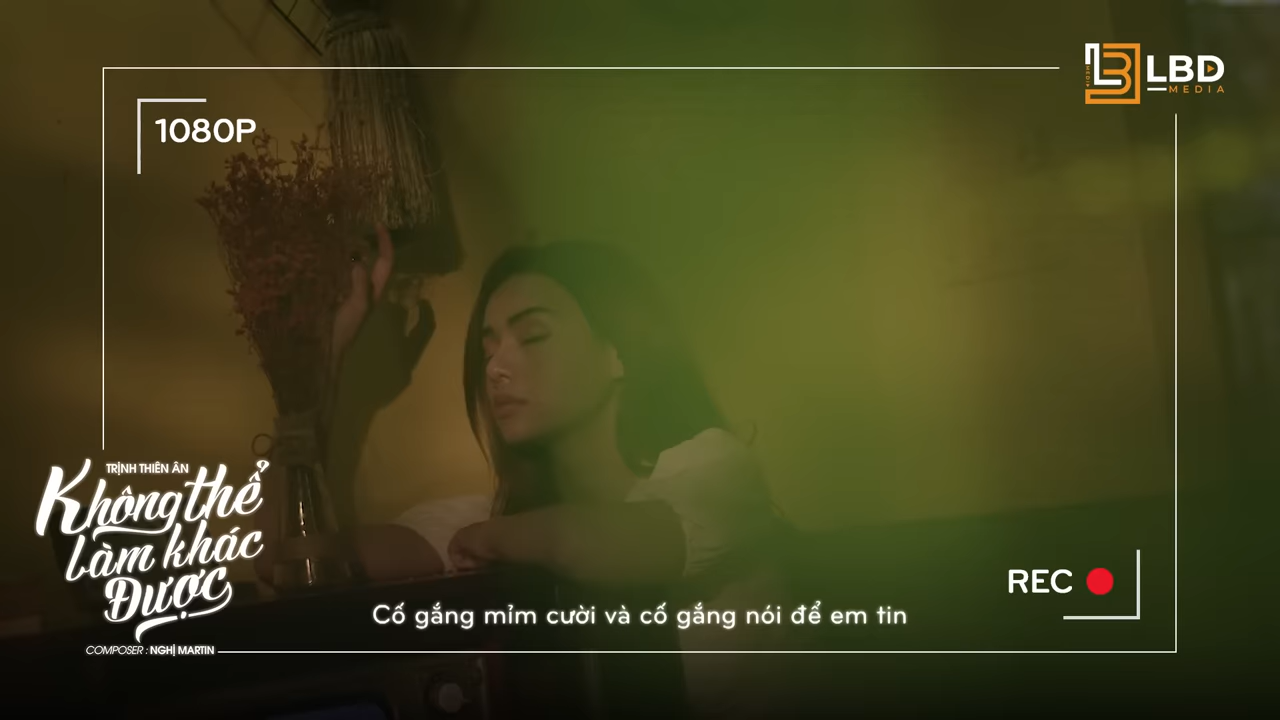 LBD
MEDIA
1080P
TRỊNH THIÊN ÂN
Không thể
làm khác
Được
COMPOSER : NGHỊ MARTIN
REC
Cố gắng mỉm cười và cố gắng nói để em tin